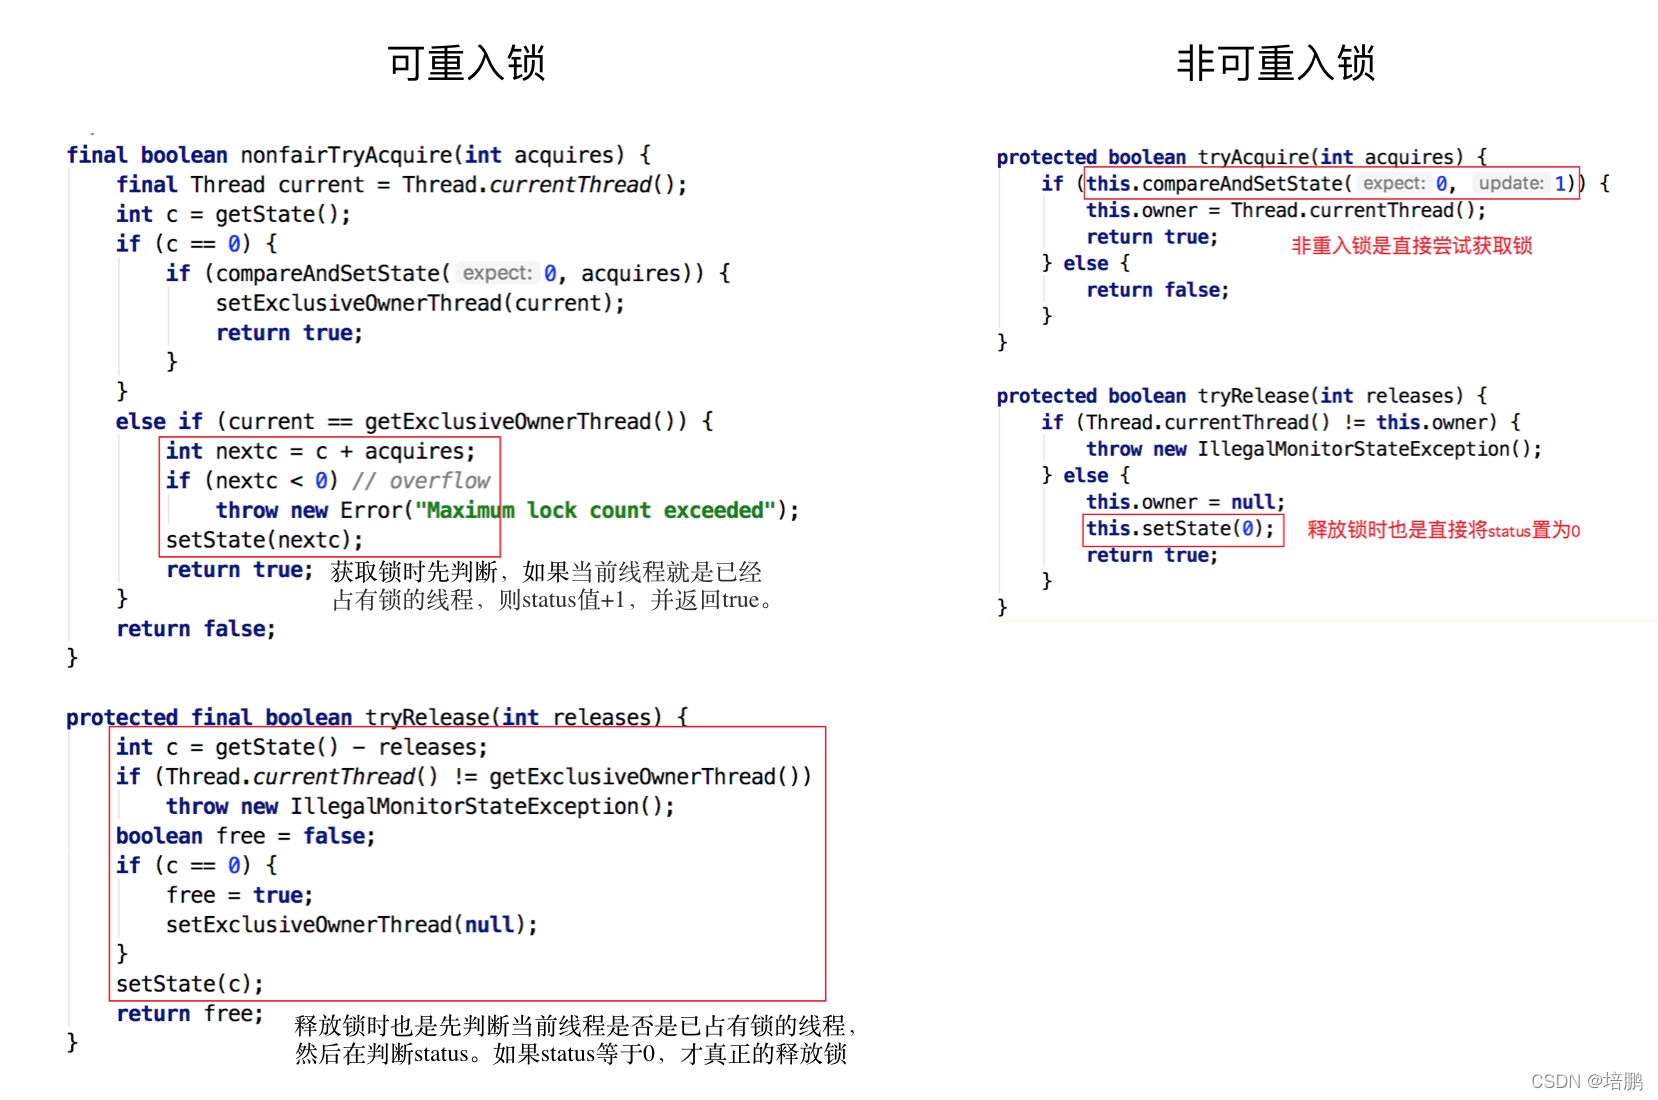 可重入锁
final boolean nonfairTryAcquire(int acquires) {
final Thread current = Thread.currentThread();
int c = getState();
if (c == 0) {
if (compareAndSetState( expect: 0, acquires)) {
setExclusiveOwnerThread(current);
return true;
}
}
else if (current == getExclusiveOwnerThread()) {
int nextc = c + acquires;
if (nextc < 0) // overflow
throw new Error("Maximum lock count exceeded");
setState(nextc);
return true;
获取锁时先判断，如果当前线程就是已经
占有锁的线程，则status值+1，并返回true。
}
return false;
}
protected final boolean tryRelease(int releases) {
int c = getState() - releases;
if (Thread.currentThread() != getExclusiveOwnerThread())
throw new IllegalMonitorStateException();
boolean free = false;
if (c == 0) {
free = true;
setExclusiveOwnerThread(null);
}
setState(c);
return free;
}
释放锁时也是先判断当前线程是否是已占有锁的线程，
然后在判断status。如果status等于0，才真正的释放锁
非可重入锁
protected boolean tryAcquire(int acquires) {
if (this.compareAndSetState( expect: 0, update: 1)) {
this.owner = Thread.currentThread();
return true;
非重入锁是直接尝试获取锁
} else {
return false;
}
}
protected boolean tryRelease(int releases) {
if (Thread.currentThread() != this.owner) {
throw new IllegalMonitorStateException();
} else {
this.owner = null;
this.setState(0);
释放锁时也是直接将status置为0
return true;
}
}
CSDN @培鹏